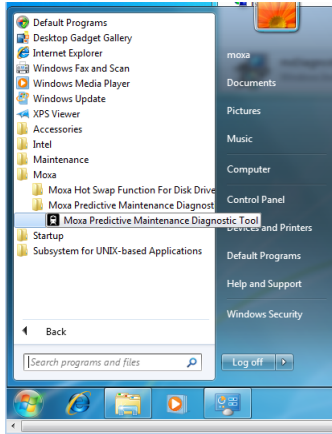 Default Programs
Desktop Gadget Gallery
Internet Explorer
Windows Fax and Scan
Windows Media Player
Windows Update
XPS Viewer
Accessories
Intel
Maintenance
Moxa
Moxa Hot Swap Function For Disk Drive
Moxa Predictive Maintenance Diagnost
Moxa Predictive Maintenance Diagnostic Tool
Startup
Subsystem for UNIX-based Applications
Back
Search programs and files
moxa
Documents
Pictures
Music
Computer
Control Panel
Devices and Printers
Default Programs
Help and Support
Windows Security
Log off